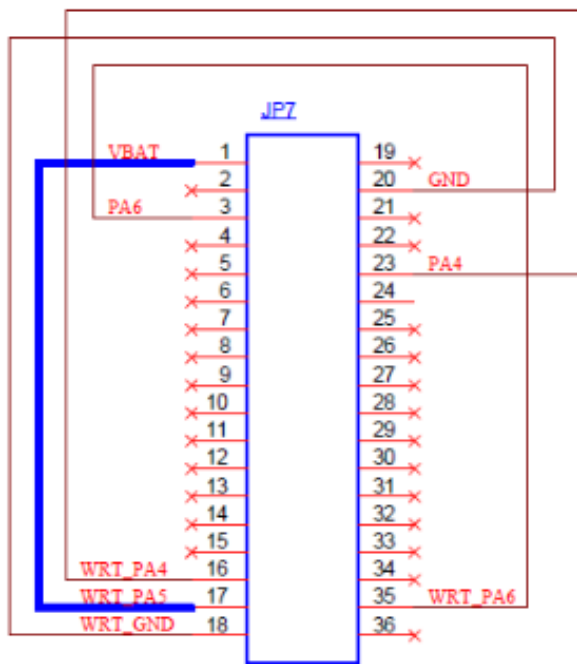 JP7
VBAT 1 19
2 20 GND
PA6 3 21
4 22
5 23 PA4
6 24
7 25
8 26
9 27
10 28
11 29
12 30
13 31
14 32
15 33
WRT_PA4 16 34
WRT_PA5 17 35 WRT_PA6
WRT_GND 18 36